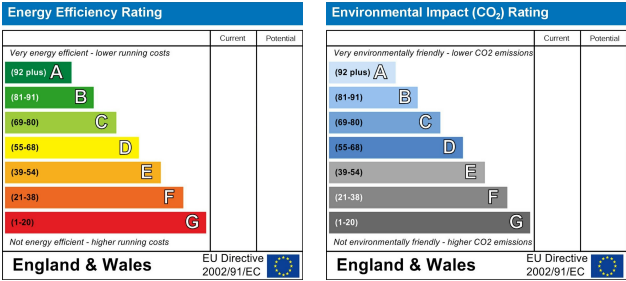 Energy Efficiency Rating
Current Potential
Very energy efficient - lower running costs
(92 plus) A
(81-91) B
(69-80) C
(55-68) D
(39-54) E
(21-38) F
(1-20) G
Not energy efficient - higher running costs
England & Wales
EU Directive
2002/91/EC
Environmental Impact (CO₂) Rating
Current Potential
Very environmentally friendly - lower CO2 emissions
(92 plus) A
(81-91) B
(69-80) C
(55-68) D
(39-54) E
(21-38) F
(1-20) G
Not environmentally friendly - higher CO2 emissions
England & Wales
EU Directive
2002/91/EC